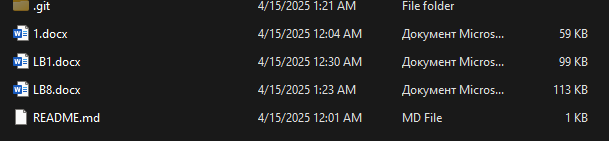 .git 4/15/2025 1:21 AM File folder
1.docx 4/15/2025 12:04 AM Документ Micros... 59 KB
LB1.docx 4/15/2025 12:30 AM Документ Micros... 99 KB
LB8.docx 4/15/2025 1:23 AM Документ Micros... 113 KB
README.md 4/15/2025 12:01 AM MD File 1 KB